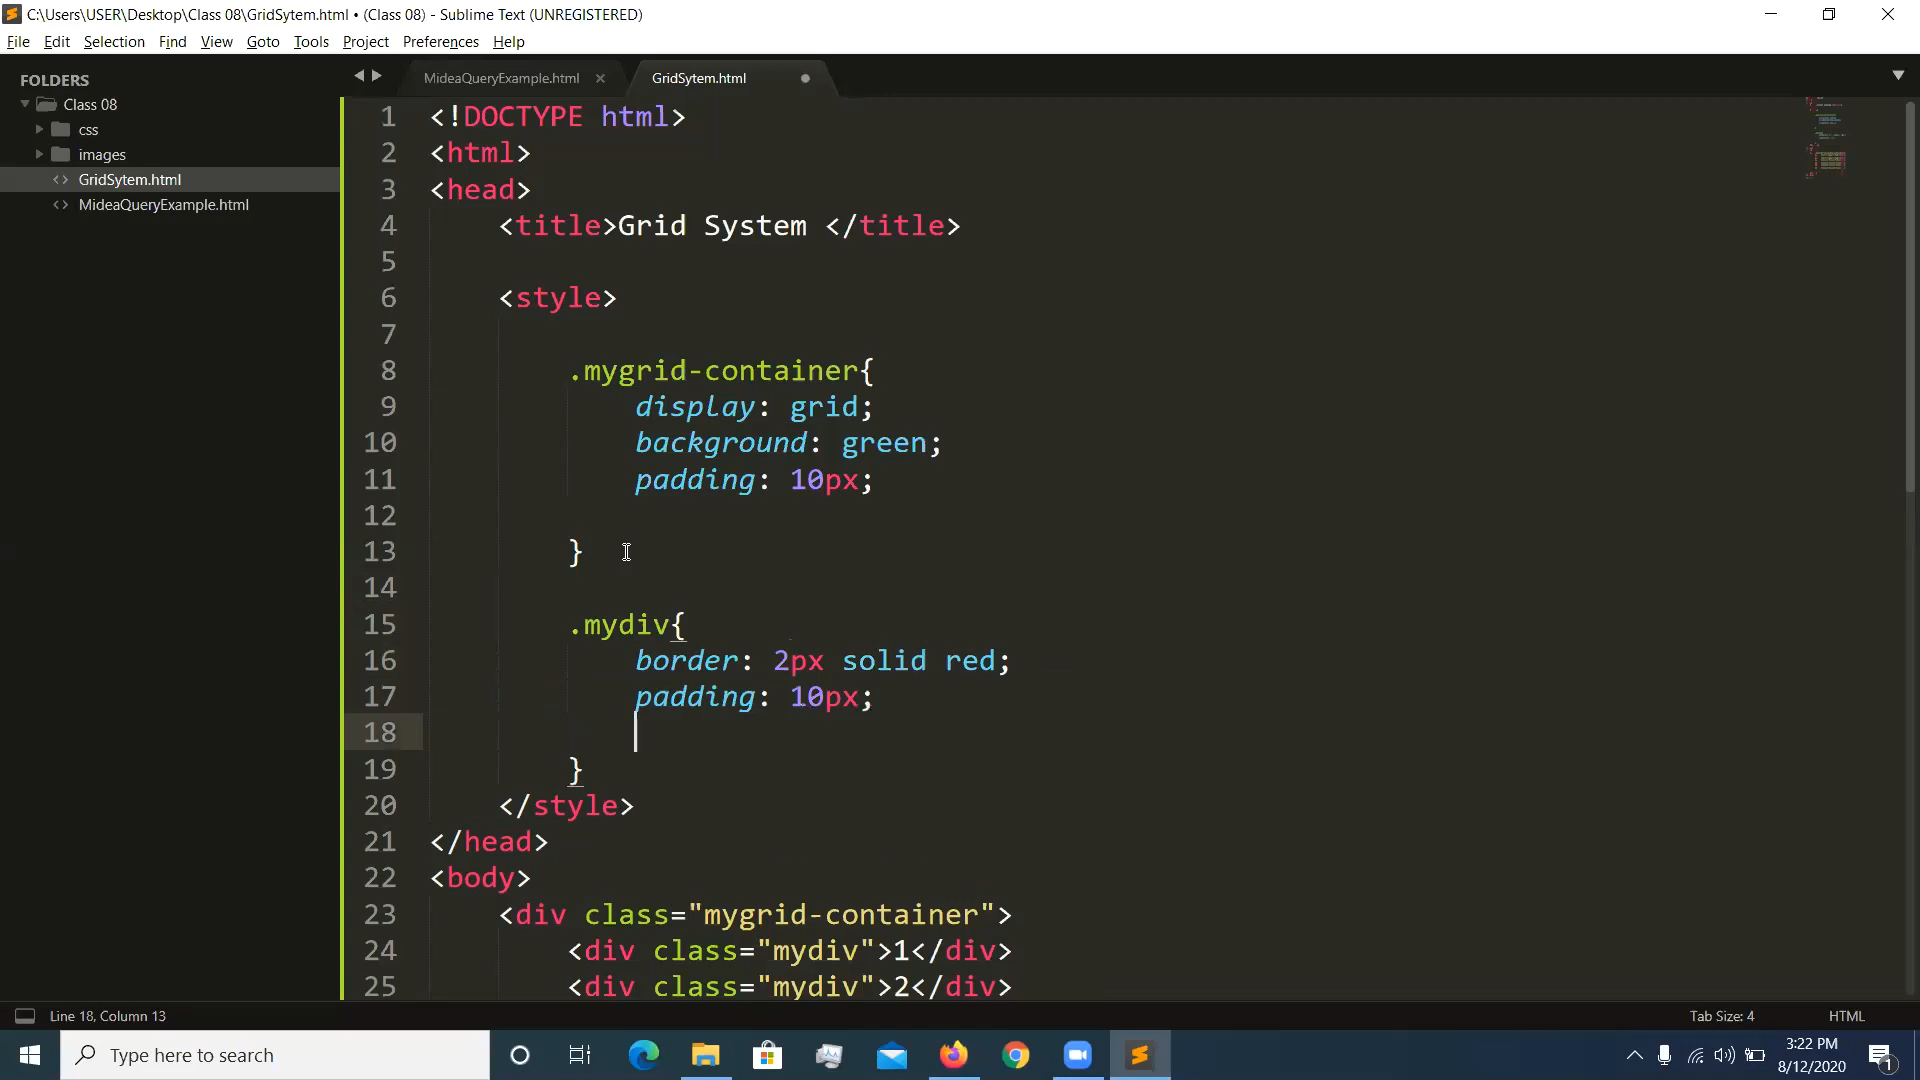 C:\Users\USER\Desktop\Class 08\GridSytem.html • (Class 08) - Sublime Text (UNREGISTERED)
File Edit Selection Find View Goto Tools Project Preferences Help
FOLDERS
Class 08
css
images
GridSytem.html
MideaQueryExample.html
MideaQueryExample.html
GridSytem.html
1 <!DOCTYPE html>
2 <html>
3 <head>
4 <title>Grid System </title>
5
6 <style>
7
8 .mygrid-container{
9 display: grid;
10 background: green;
11 padding: 10px;
12
13 }
14
15 .mydiv{
16 border: 2px solid red;
17 padding: 10px;
18
19 }
20 </style>
21 </head>
22 <body>
23 <div class="mygrid-container">
24 <div class="mydiv">1</div>
25 <div class="mydiv">2</div>
Line 18, Column 13
Tab Size: 4
HTML
Type here to search
3:22 PM
8/12/2020
1